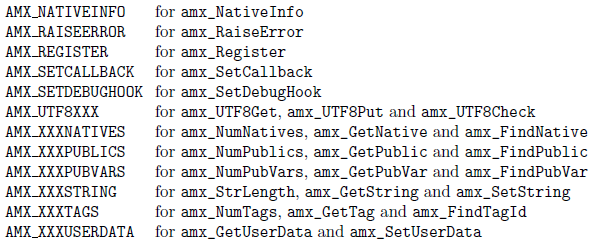 AMX_NATIVEINFO for amx_NativeInfo
AMX_RAISEERROR for amx_RaiseError
AMX_REGISTER for amx_Register
AMX_SETCALLBACK for amx_SetCallback
AMX_SETDEBUGHOOK for amx_SetDebugHook
AMX_UTF8XXX for amx_UTF8Get, amx_UTF8Put and amx_UTF8Check
AMX_XXXNATIVES for amx_NumNatives, amx_GetNative and amx_FindNative
AMX_XXXPUBLICS for amx_NumPublics, amx_GetPublic and amx_FindPublic
AMX_XXXPUBVARS for amx_NumPubVars, amx_GetPubVar and amx_FindPubVar
AMX_XXXSTRING for amx_StrLength, amx_GetString and amx_SetString
AMX_XXXTAGS for amx_NumTags, amx_GetTag and amx_FindTagId
AMX_XXXUSERDATA for amx_GetUserData and amx_SetUserData